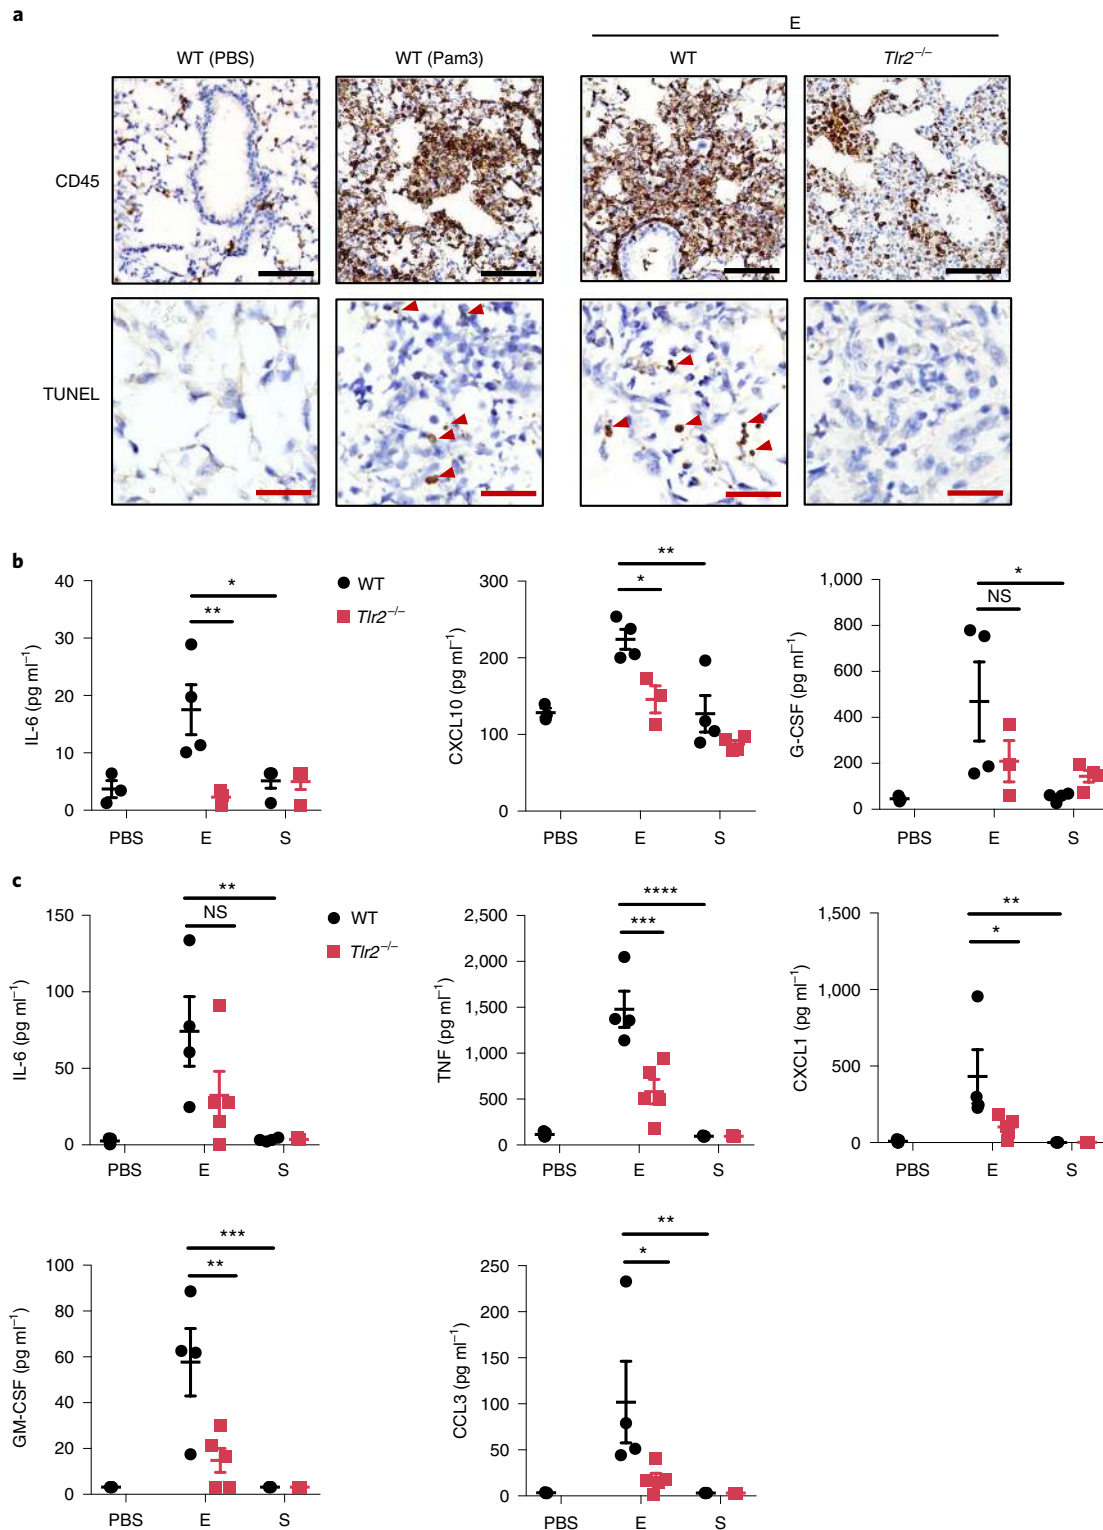 a
E
WT (PBS)
WT (Pam3)
WT
Tlr2−/−
CD45
TUNEL
b
IL-6 (pg ml−1)
40
30
20
10
0
PBS
E
S
*
**
WT
Tlr2−/−
CXCL10 (pg ml−1)
300
200
100
0
PBS
E
S
**
*
G-CSF (pg ml−1)
1,000
800
600
400
200
0
PBS
E
S
*
NS
c
IL-6 (pg ml−1)
150
100
50
0
PBS
E
S
**
NS
WT
Tlr2−/−
TNF (pg ml−1)
2,500
2,000
1,500
1,000
500
0
PBS
E
S
****
***
CXCL1 (pg ml−1)
1,500
1,000
500
0
PBS
E
S
**
*
GM-CSF (pg ml−1)
100
80
60
40
20
0
PBS
E
S
***
**
CCL3 (pg ml−1)
250
200
150
100
50
0
PBS
E
S
**
*